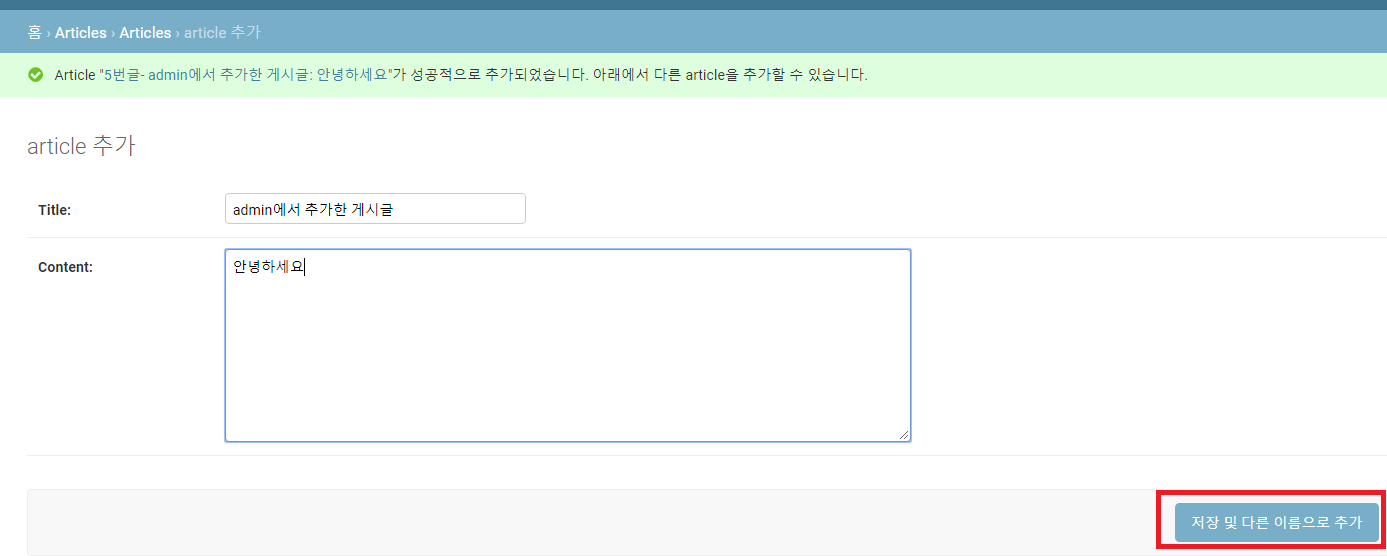 홈 › Articles › Articles › article 추가
Article "5번글- admin에서 추가한 게시글: 안녕하세요"가 성공적으로 추가되었습니다. 아래에서 다른 article을 추가할 수 있습니다.
article 추가
Title: admin에서 추가한 게시글
Content: 안녕하세요
저장 및 다른 이름으로 추가